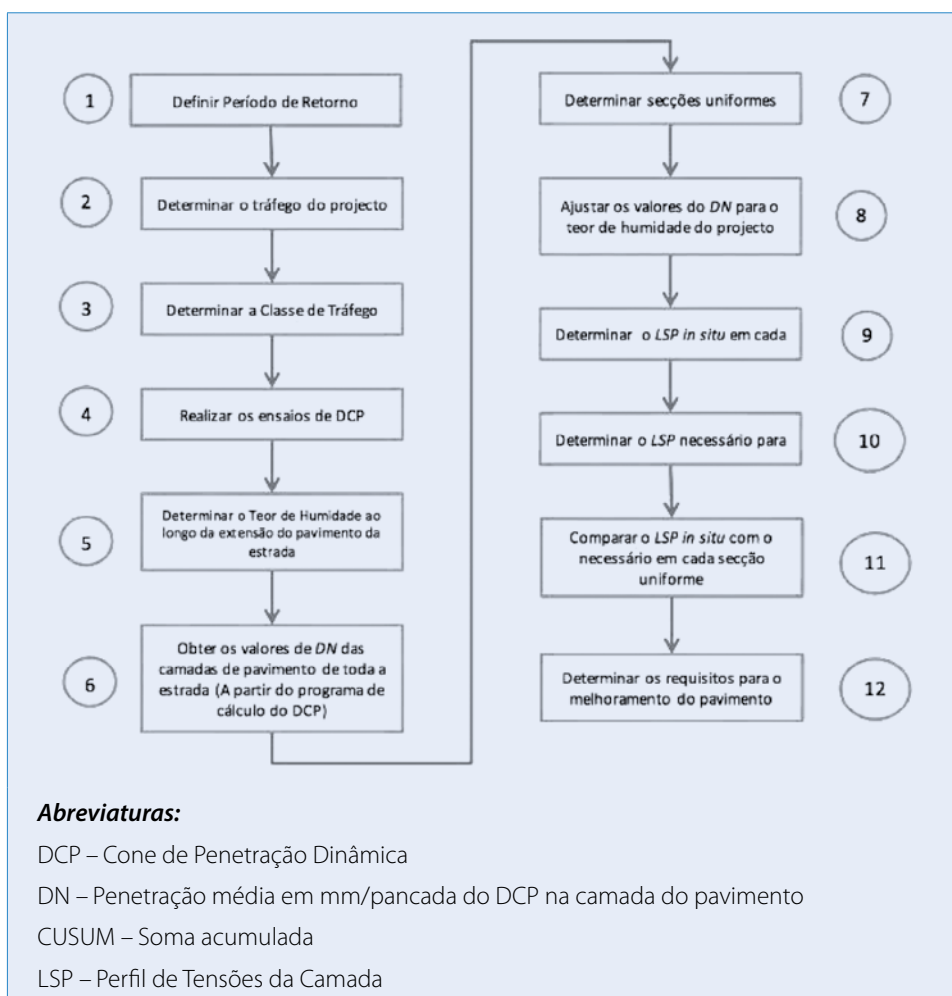 1
Definir Período de Retorno
2
Determinar o tráfego do projecto
3
Determinar a Classe de Tráfego
4
Realizar os ensaios de DCP
5
Determinar o Teor de Humidade ao
longo da extensão do pavimento da
estrada
6
Obter os valores de DN das
camadas de pavimento de toda a
estrada (A partir do programa de
cálculo do DCP)
Determinar secções uniformes
7
Ajustar os valores do DN para o
teor de humidade do projecto
8
Determinar o LSP in situ em cada
9
Determinar o LSP necessário para
10
Comparar o LSP in situ com o
necessário em cada secção
uniforme
11
Determinar os requisitos para o
melhoramento do pavimento
12
Abreviaturas:
DCP – Cone de Penetração Dinâmica
DN – Penetração média em mm/pancada do DCP na camada do pavimento
CUSUM – Soma acumulada
LSP – Perfil de Tensões da Camada